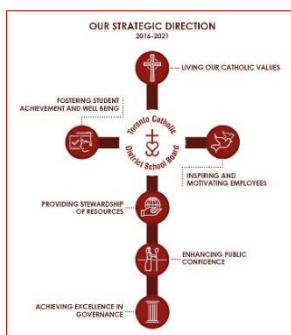 OUR STRATEGIC DIRECTION
2016-2021
LIVING OUR CATHOLIC VALUES
FOSTERING STUDENT
ACHIEVEMENT AND WELL BEING
Toronto Catholic
District School Board
INSPIRING AND
MOTIVATING EMPLOYEES
PROVIDING STEWARDSHIP
OF RESOURCES
ENHANCING PUBLIC
CONFIDENCE
ACHIEVING EXCELLENCE IN
GOVERNANCE